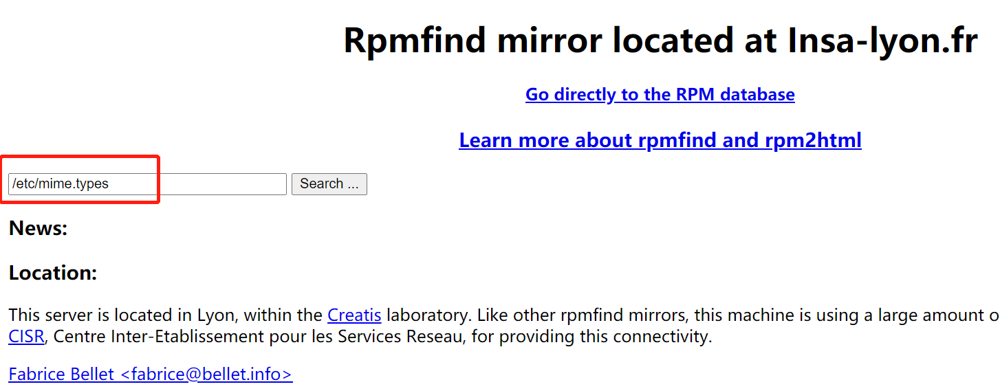 Rpmfind mirror located at Insa-lyon.fr
Go directly to the RPM database
Learn more about rpmfind and rpm2html
/etc/mime.types Search ...
News:
Location:
This server is located in Lyon, within the Creatis laboratory. Like other rpmfind mirrors, this machine is using a large amount o
CISR, Centre Inter-Etablissement pour les Services Reseau, for providing this connectivity.
Fabrice Bellet <fabrice@bellet.info>